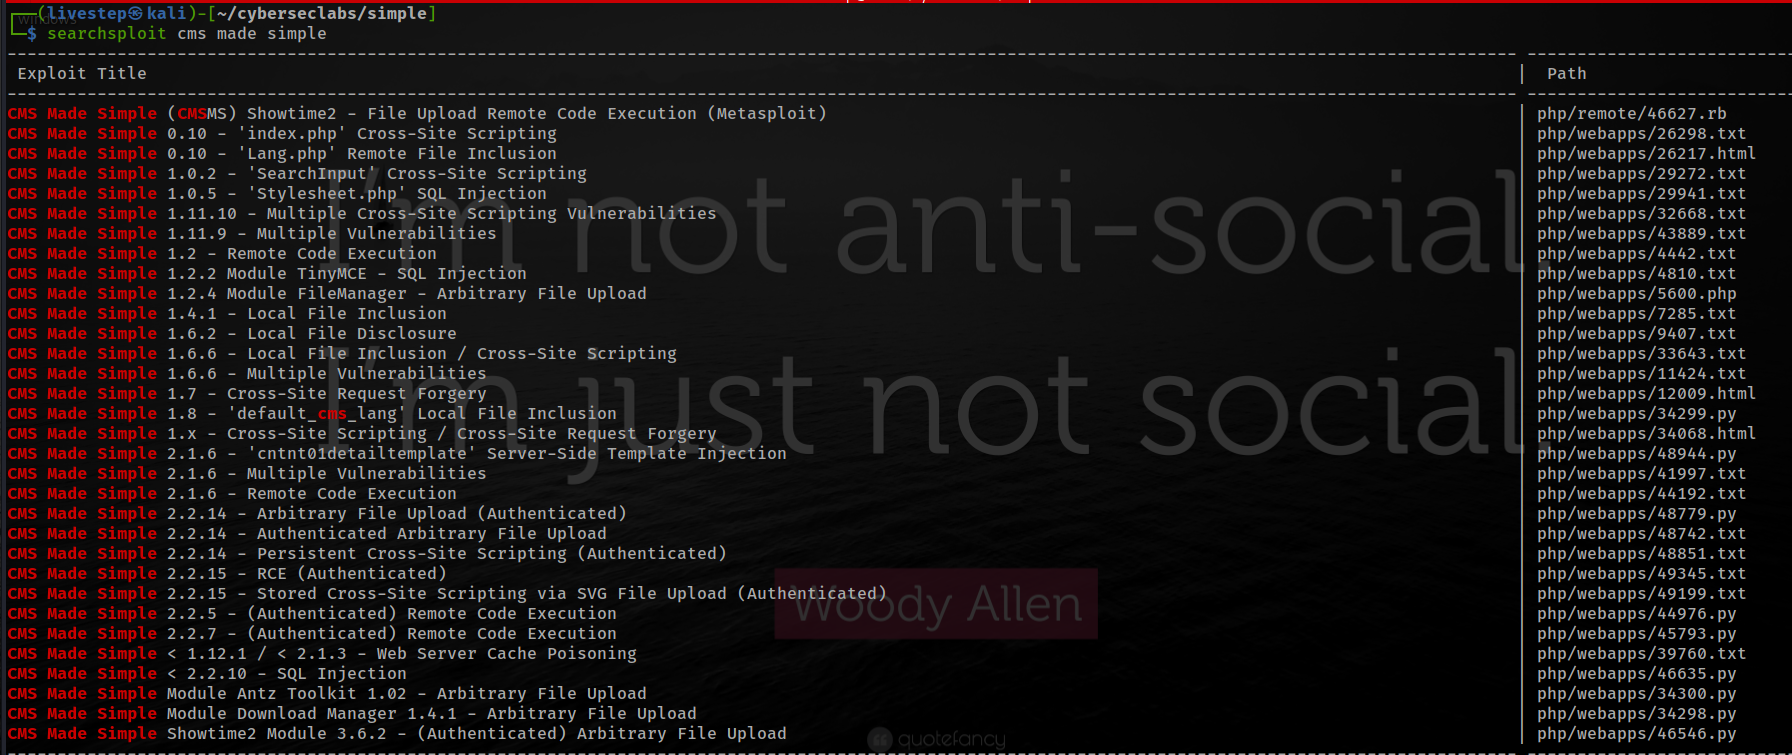 (livestep㉿kali)-[~/cyberseclabs/simple]
$ searchsploit cms made simple
Exploit Title | Path
CMS Made Simple (CMSMS) Showtime2 - File Upload Remote Code Execution (Metasploit) | php/remote/46627.rb
CMS Made Simple 0.10 - 'index.php' Cross-Site Scripting | php/webapps/26298.txt
CMS Made Simple 0.10 - 'Lang.php' Remote File Inclusion | php/webapps/26217.html
CMS Made Simple 1.0.2 - 'SearchInput' Cross-Site Scripting | php/webapps/29272.txt
CMS Made Simple 1.0.5 - 'Stylesheet.php' SQL Injection | php/webapps/29941.txt
CMS Made Simple 1.11.10 - Multiple Cross-Site Scripting Vulnerabilities | php/webapps/32668.txt
CMS Made Simple 1.11.9 - Multiple Vulnerabilities | php/webapps/43889.txt
CMS Made Simple 1.2 - Remote Code Execution | php/webapps/4442.txt
CMS Made Simple 1.2.2 Module TinyMCE - SQL Injection | php/webapps/4810.txt
CMS Made Simple 1.2.4 Module FileManager - Arbitrary File Upload | php/webapps/5600.php
CMS Made Simple 1.4.1 - Local File Inclusion | php/webapps/7285.txt
CMS Made Simple 1.6.2 - Local File Disclosure | php/webapps/9407.txt
CMS Made Simple 1.6.6 - Local File Inclusion / Cross-Site Scripting | php/webapps/33643.txt
CMS Made Simple 1.6.6 - Multiple Vulnerabilities | php/webapps/11424.txt
CMS Made Simple 1.7 - Cross-Site Request Forgery | php/webapps/12009.html
CMS Made Simple 1.8 - 'default_cms_lang' Local File Inclusion | php/webapps/34299.py
CMS Made Simple 1.x - Cross-Site Scripting / Cross-Site Request Forgery | php/webapps/34068.html
CMS Made Simple 2.1.6 - 'cntnt01detailtemplate' Server-Side Template Injection | php/webapps/48944.py
CMS Made Simple 2.1.6 - Multiple Vulnerabilities | php/webapps/41997.txt
CMS Made Simple 2.1.6 - Remote Code Execution | php/webapps/44192.txt
CMS Made Simple 2.2.14 - Arbitrary File Upload (Authenticated) | php/webapps/48779.py
CMS Made Simple 2.2.14 - Authenticated Arbitrary File Upload | php/webapps/48742.txt
CMS Made Simple 2.2.14 - Persistent Cross-Site Scripting (Authenticated) | php/webapps/48851.txt
CMS Made Simple 2.2.15 - RCE (Authenticated) | php/webapps/49345.txt
CMS Made Simple 2.2.15 - Stored Cross-Site Scripting via SVG File Upload (Authenticated) | php/webapps/49199.txt
CMS Made Simple 2.2.5 - (Authenticated) Remote Code Execution | php/webapps/44976.py
CMS Made Simple 2.2.7 - (Authenticated) Remote Code Execution | php/webapps/45793.py
CMS Made Simple < 1.12.1 / < 2.1.3 - Web Server Cache Poisoning | php/webapps/39760.txt
CMS Made Simple < 2.2.10 - SQL Injection | php/webapps/46635.py
CMS Made Simple Module Antz Toolkit 1.02 - Arbitrary File Upload | php/webapps/34300.py
CMS Made Simple Module Download Manager 1.4.1 - Arbitrary File Upload | php/webapps/34298.py
CMS Made Simple Showtime2 Module 3.6.2 - (Authenticated) Arbitrary File Upload | php/webapps/46546.py
I'm not anti-social.
I'm just not social.
Woody Allen
quotefancy